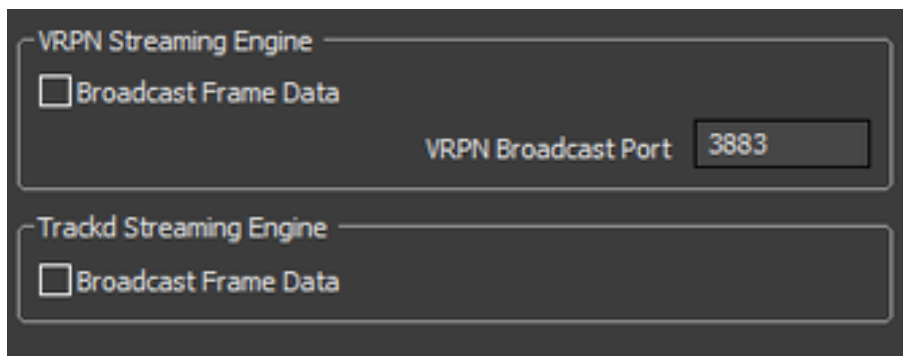 VRPN Streaming Engine
Broadcast Frame Data
VRPN Broadcast Port 3883
Trackd Streaming Engine
Broadcast Frame Data